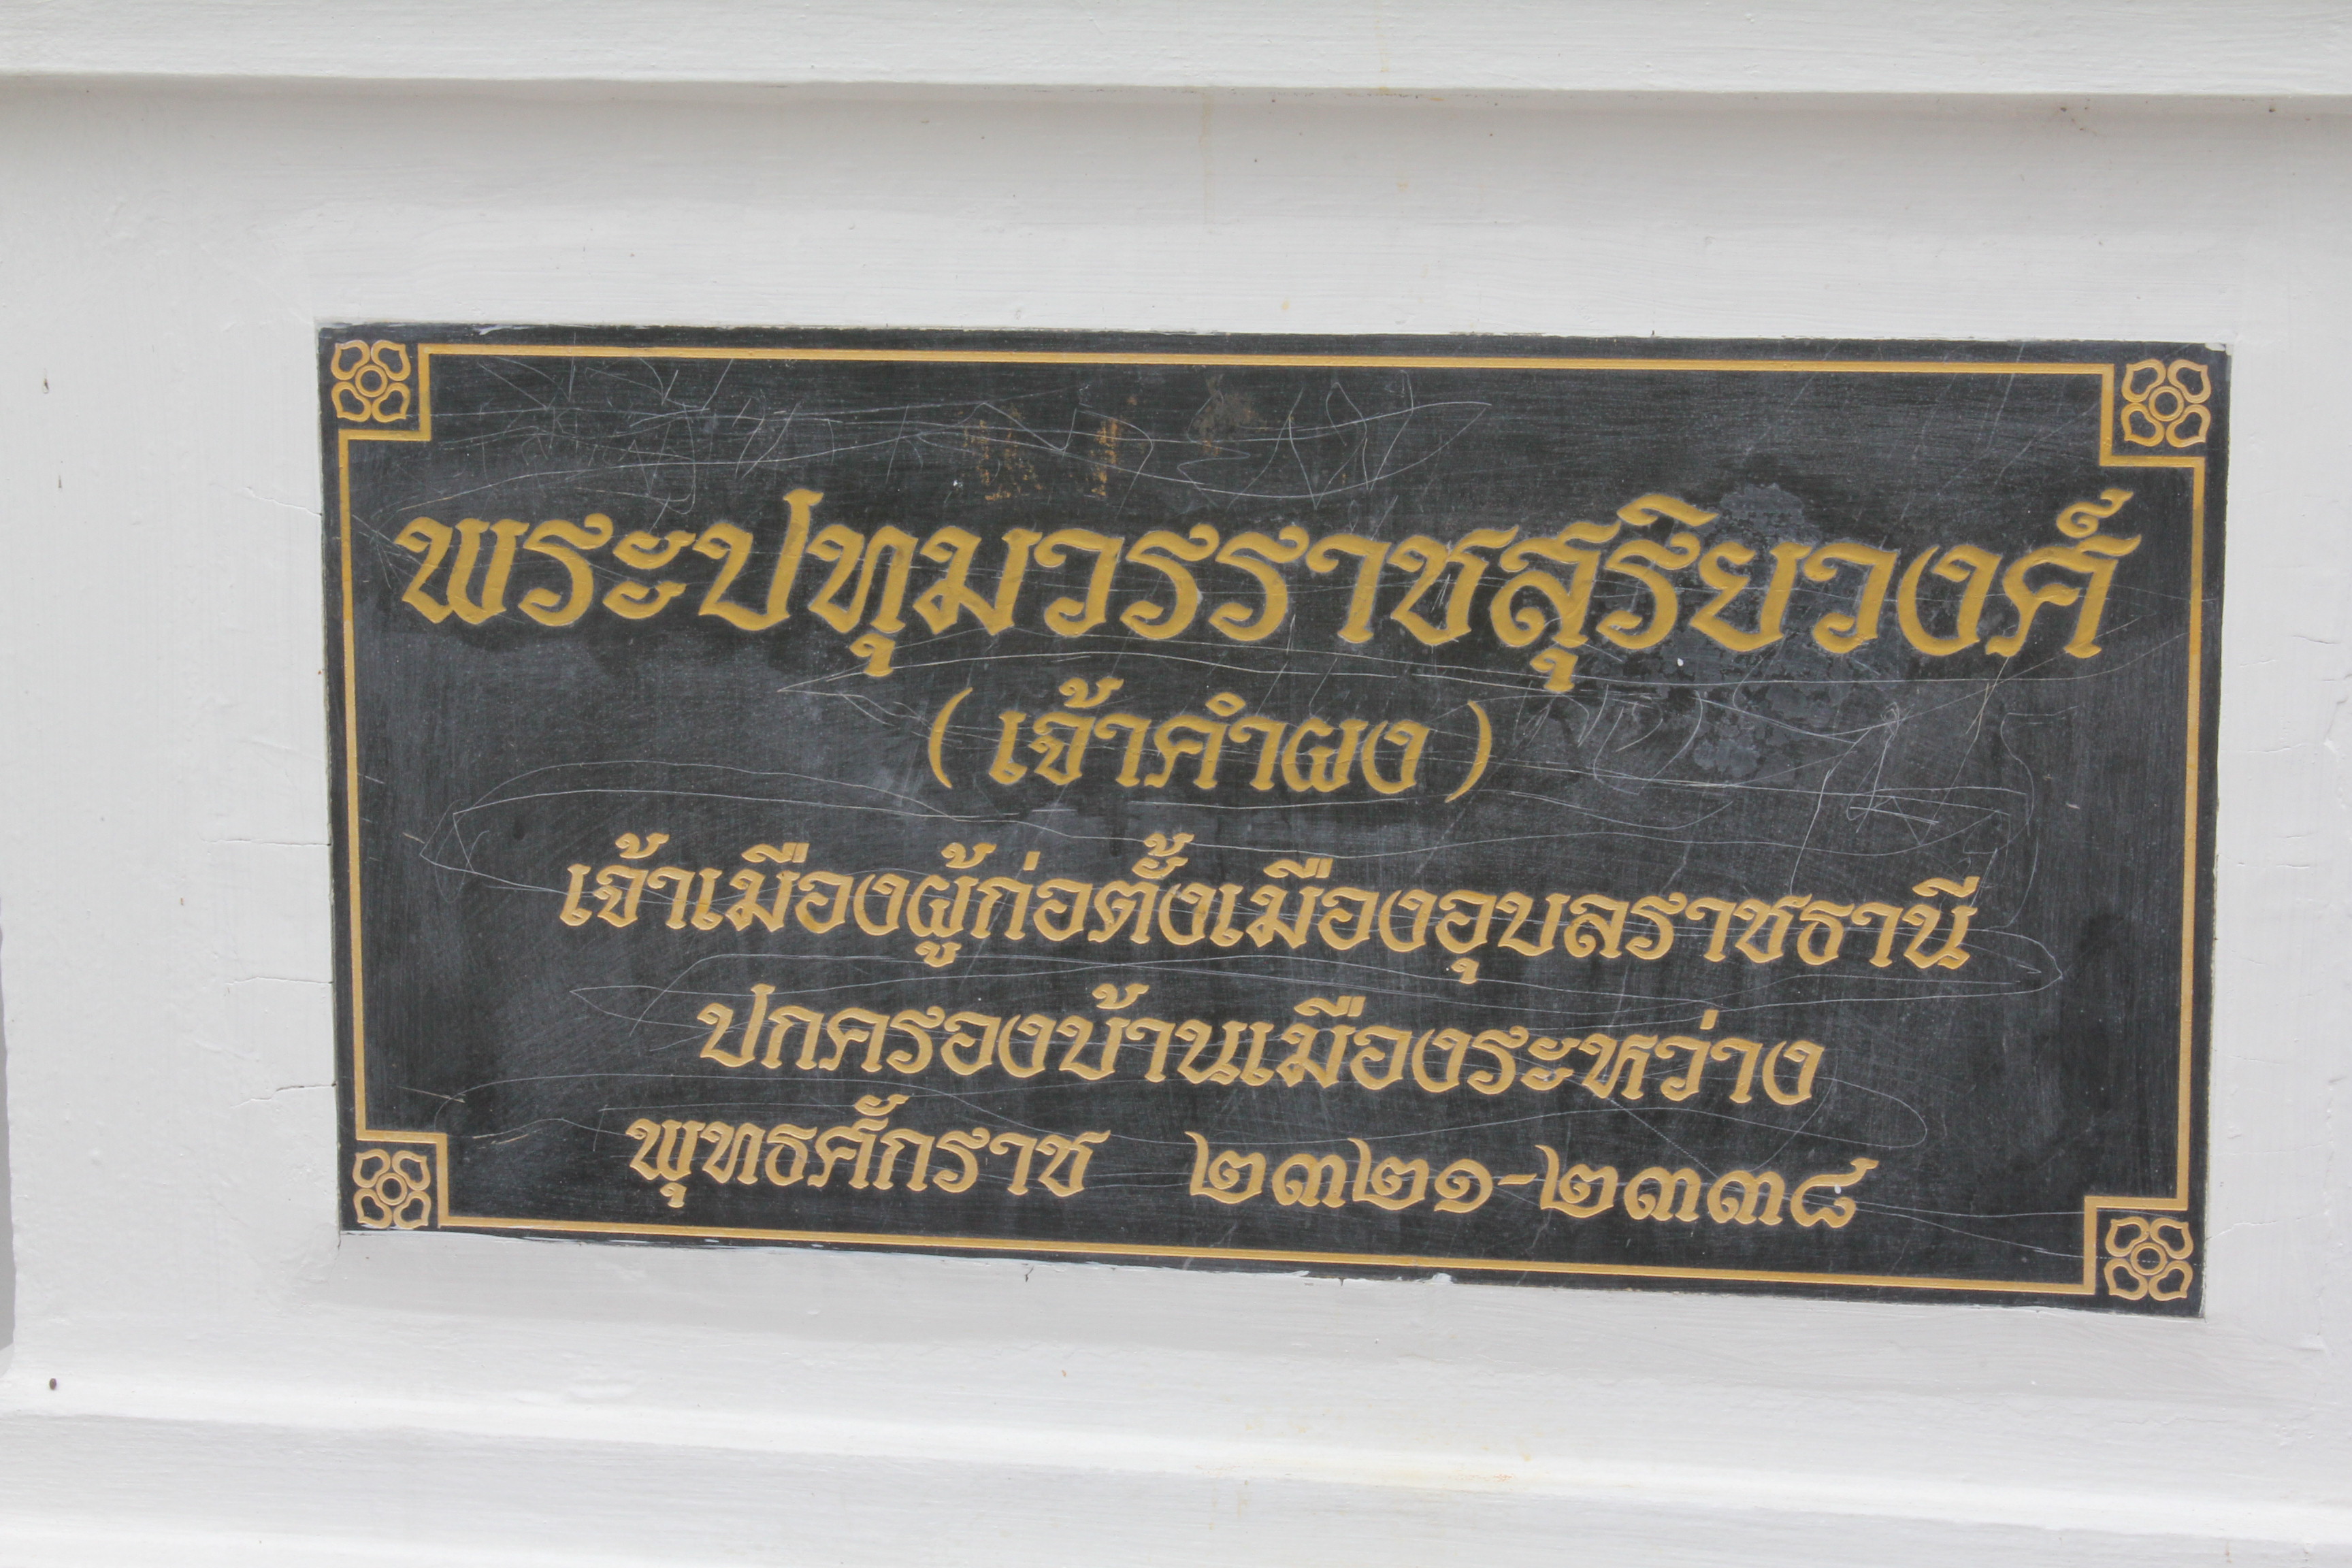 พระปทุมวรราชสุริยวงศ์
( เจ้าคำผง )
เจ้าเมืองผู้ก่อตั้งเมืองอุบลราชธานี
ปกครองบ้านเมืองระหว่าง
พุทธศักราช ๒๓๒๑-๒๓๓๘